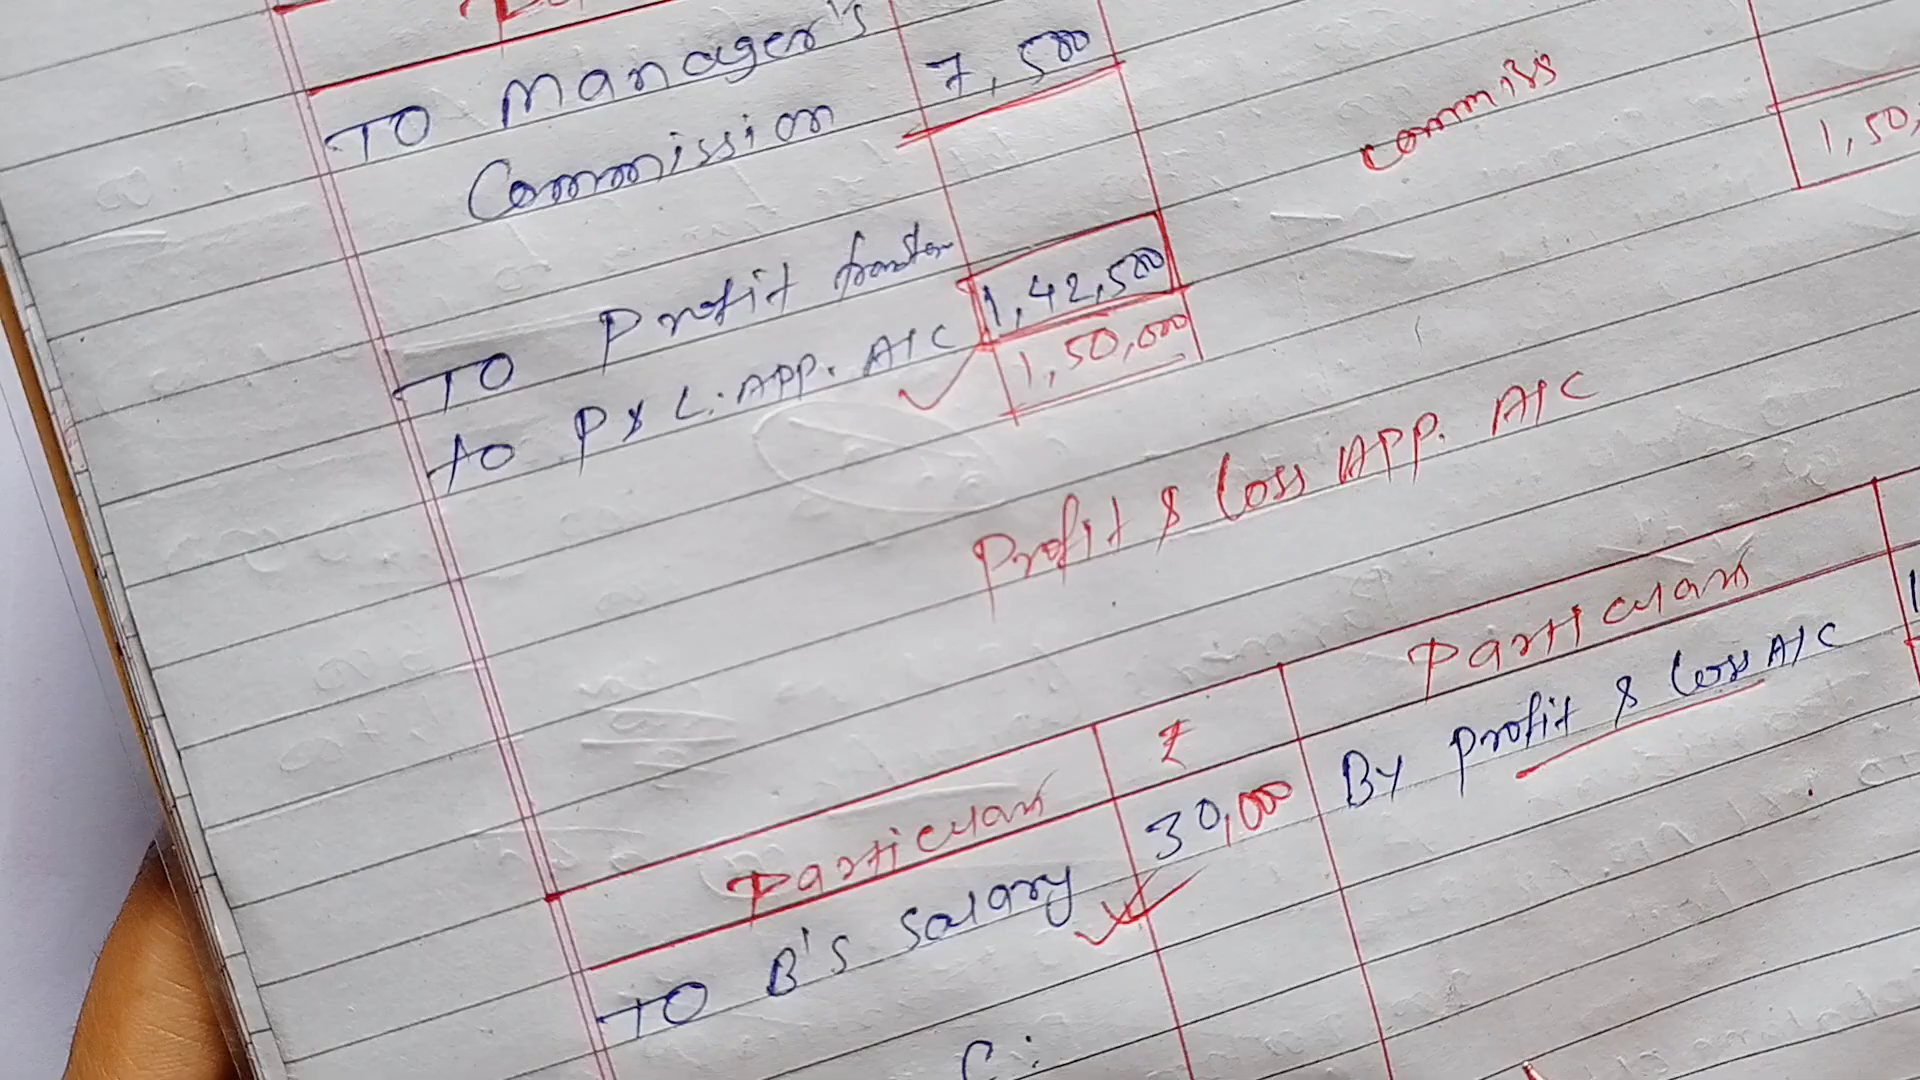 TO Manager's 7,500
Commission
commiss
1,50,
TO Profit transfer
to P & L. APP. A/C 1,42,500
1,50,000
Profit & Loss APP. A/C
Particulars ₹ Particulars
TO B's Salary 30,000 By Profit & Loss A/C 1